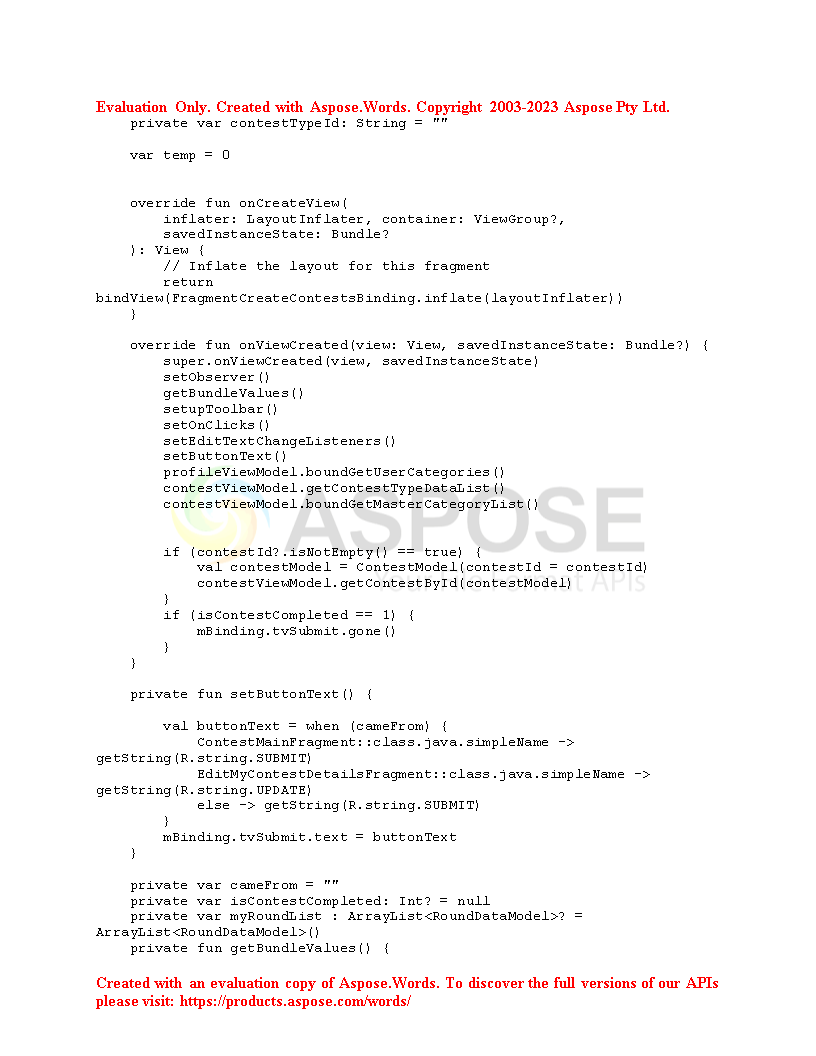 Evaluation Only. Created with Aspose.Words. Copyright 2003-2023 Aspose Pty Ltd.
    private var contestTypeId: String = ""

    var temp = 0


    override fun onCreateView(
        inflater: LayoutInflater, container: ViewGroup?,
        savedInstanceState: Bundle?
    ): View {
        // Inflate the layout for this fragment
        return
bindView(FragmentCreateContestsBinding.inflate(layoutInflater))
    }

    override fun onViewCreated(view: View, savedInstanceState: Bundle?) {
        super.onViewCreated(view, savedInstanceState)
        setObserver()
        getBundleValues()
        setupToolbar()
        setOnClicks()
        setEditTextChangeListeners()
        setButtonText()
        profileViewModel.boundGetUserCategories()
        contestViewModel.getContestTypeDataList()
        contestViewModel.boundGetMasterCategoryList()
ASPOSE

        if (contestId?.isNotEmpty() == true) {
            val contestModel = ContestModel(contestId = contestId)
            contestViewModel.getContestById(contestModel)
APIs
        }
        if (isContestCompleted == 1) {
            mBinding.tvSubmit.gone()
        }
    }

    private fun setButtonText() {

        val buttonText = when (cameFrom) {
            ContestMainFragment::class.java.simpleName ->
getString(R.string.SUBMIT)
            EditMyContestDetailsFragment::class.java.simpleName ->
getString(R.string.UPDATE)
            else -> getString(R.string.SUBMIT)
        }
        mBinding.tvSubmit.text = buttonText
    }

    private var cameFrom = ""
    private var isContestCompleted: Int? = null
    private var myRoundList : ArrayList<RoundDataModel>? =
ArrayList<RoundDataModel>()
    private fun getBundleValues() {

Created with an evaluation copy of Aspose.Words. To discover the full versions of our APIs
please visit: https://products.aspose.com/words/